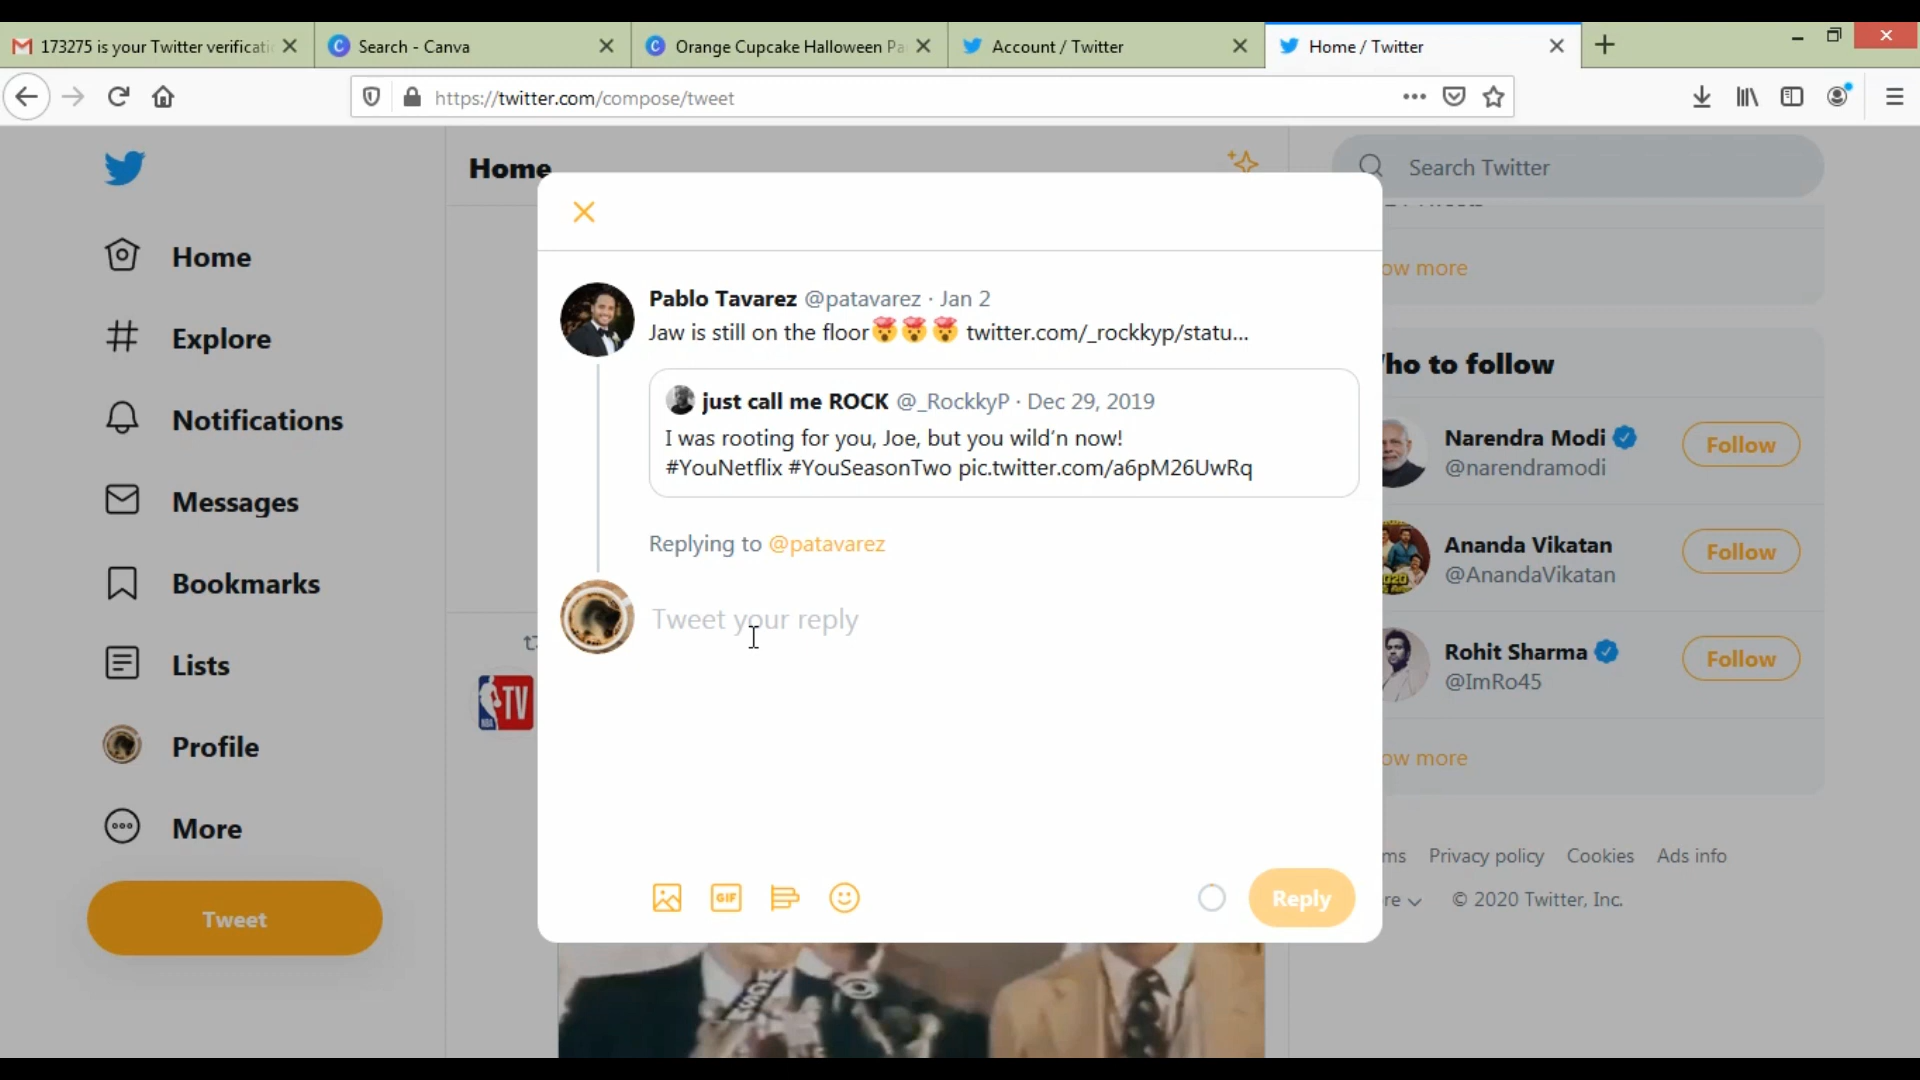 173275 is your Twitter verificati
Search - Canva
Orange Cupcake Halloween Pa
Account / Twitter
Home / Twitter
https://twitter.com/compose/tweet
Home
Search Twitter
Home
Explore
Notifications
Messages
Bookmarks
Lists
Profile
More
Tweet
Pablo Tavarez @patavarez · Jan 2
Jaw is still on the floor🤯🤯🤯 twitter.com/_rockkyp/statu...
just call me ROCK @_RockkyP · Dec 29, 2019
I was rooting for you, Joe, but you wild’n now!
#YouNetflix #YouSeasonTwo pic.twitter.com/a6pM26UwRq
Replying to @patavarez
Tweet your reply
GIF
Reply
NBA TV
ow more
ho to follow
Narendra Modi
@narendramodi
Follow
Ananda Vikatan
@AnandaVikatan
Follow
Rohit Sharma
@ImRo45
Follow
ow more
ms Privacy policy Cookies Ads info
re © 2020 Twitter, Inc.